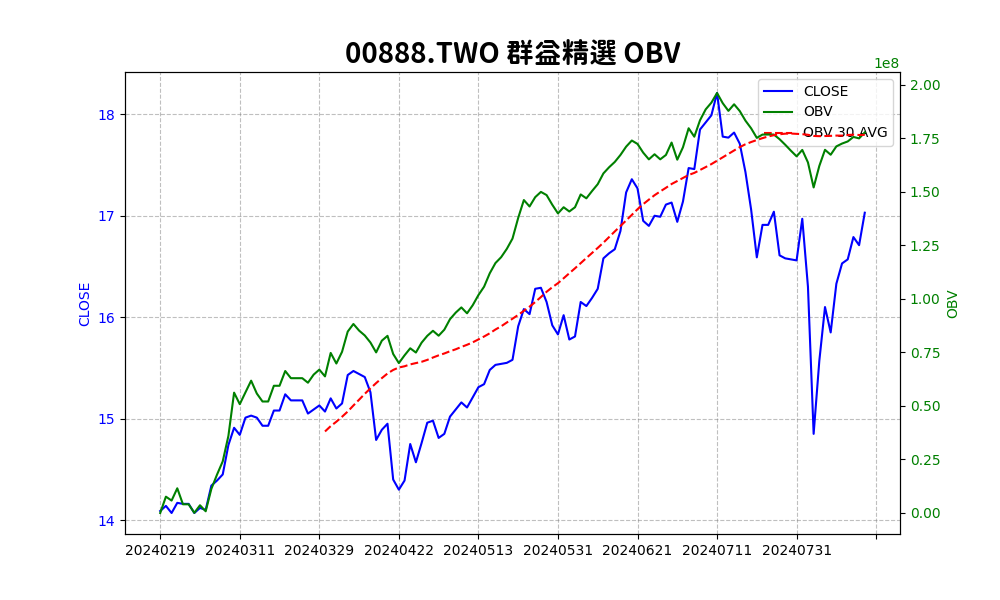 00888.TWO 群益精選 OBV
1e8
CLOSE
OBV
OBV 30 AVG
18
17
16
15
14
CLOSE
2.00
1.75
1.50
1.25
1.00
0.75
0.50
0.25
0.00
OBV
20240219 20240311 20240329 20240422 20240513 20240531 20240621 20240711 20240731